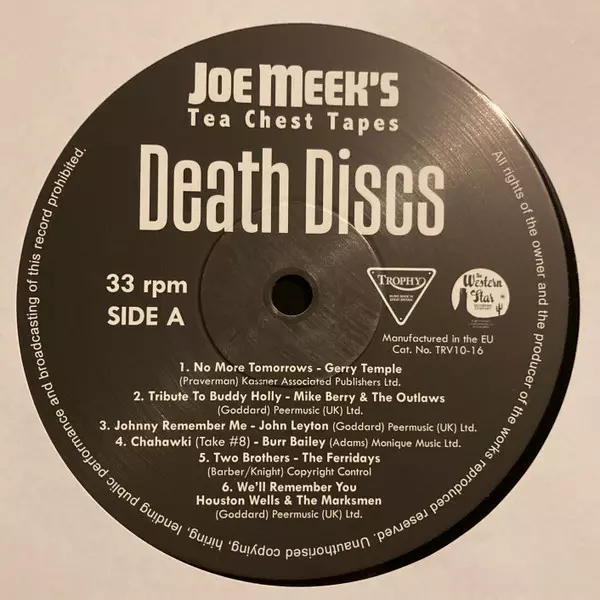 JOE MEEK'S
Tea Chest Tapes
Death Discs
33 rpm
SIDE A
TROPHY
The
Western
Star
Manufactured in the EU
Cat. No. TRV10-16
1. No More Tomorrows - Gerry Temple
(Praverman) Kassner Associated Publishers Ltd.
2. Tribute To Buddy Holly - Mike Berry & The Outlaws
(Goddard) Peermusic (UK) Ltd.
3. Johnny Remember Me - John Leyton (Goddard) Peermusic (UK) Ltd.
4. Chahawki (Take #8) - Burr Bailey (Adams) Monique Music Ltd.
5. Two Brothers - The Ferridays
(Barber/Knight) Copyright Control
6. We'll Remember You
Houston Wells & The Marksmen
(Goddard) Peermusic (UK) Ltd.
All rights of the owner and the producer of the works reproduced reserved. Unauthorised copying, hiring, lending public performance and broadcasting of this record prohibited.